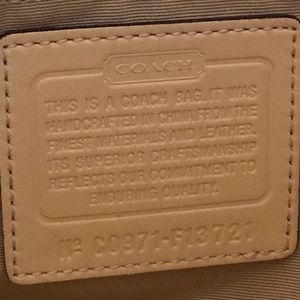 COACH
THIS IS A COACH BAG. IT WAS
HANDCRAFTED IN CHINA FROM THE
FINEST MATERIALS AND LEATHER.
ITS SUPERIOR CRAFTSMANSHIP
REFLECTS OUR COMMITMENT TO
ENDURING QUALITY.
Nº C0971-F13721